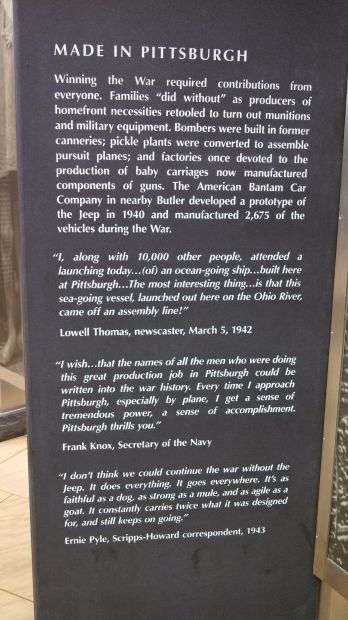 MADE IN PITTSBURGH
Winning the War required contributions from
everyone. Families "did without" as producers of
homefront necessities retooled to turn out munitions
and military equipment. Bombers were built in former
canneries; pickle plants were converted to assemble
pursuit planes; and factories once devoted to the
production of baby carriages now manufactured
components of guns. The American Bantam Car
Company in nearby Butler developed a prototype of
the Jeep in 1940 and manufactured 2,675 of the
vehicles during the War.
"I, along with 10,000 other people, attended a
launching today...(of) an ocean-going ship...built here
at Pittsburgh...The most interesting thing...is that this
sea-going vessel, launched out here on the Ohio River,
came off an assembly line!"
Lowell Thomas, newscaster, March 5, 1942
"I wish...that the names of all the men who were doing
this great production job in Pittsburgh could be
written into the war history. Every time I approach
Pittsburgh, especially by plane, I get a sense of
tremendous power, a sense of accomplishment.
Pittsburgh thrills you."
Frank Knox, Secretary of the Navy
"I don't think we could continue the war without the
Jeep. It does everything. It goes everywhere. It's as
faithful as a dog, as strong as a mule, and as agile as a
goat. It constantly carries twice what it was designed
for, and still keeps on going."
Ernie Pyle, Scripps-Howard correspondent, 1943